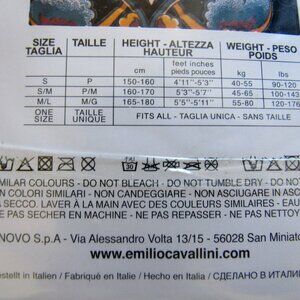 SIZE TAGLIA TAILLE HEIGHT - ALTEZZA HAUTEUR WEIGHT - PESO POIDS
cm feet inches pieds pouces kg lbs
S P 150-160 4'11"-5'3" 40-55 90-120
S/M P/M 160-170 5'3"-5'7" 45-65 100-143
M/L M/G 165-180 5'5"-5'11" 55-80 120-176
ONE SIZE TAILLE UNIQUE FITS ALL - TAGLIA UNICA - SANS TAILLE
30
MILAR COLOURS - DO NOT BLEACH - DO NOT TUMBLE DRY - DO
N COLORI SIMILARI - NON CANDEGGIARE - NON ASCIUGARE IN ASCI
A SECCO. LAVER À LA MAIN AVEC DES COULEURS SIMILAIRES -
NE PAS SÉCHER EN MACHINE - NE PAS REPASSER - NE PAS NETTOY
NOVO S.p.A - Via Alessandro Volta 13/15 - 56028 San Miniato
www.emiliocavallini.com
estellt in Italien / Fabriqué en Italie / Hecho en Italia / СДЕЛАНО В ИТАЛИ